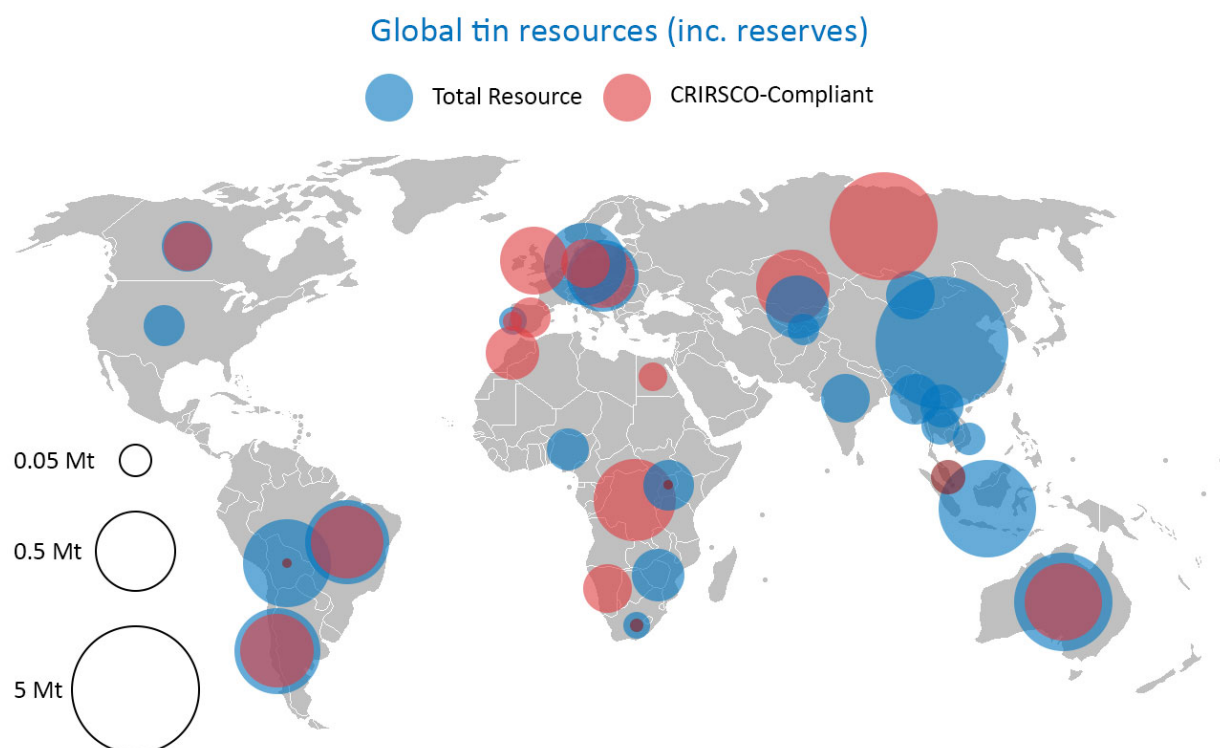 Global tin resources (inc. reserves)
Total Resource CRIRSCO-Compliant
0.05 Mt
0.5 Mt
5 Mt